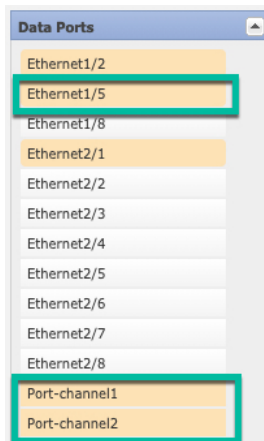 Data Ports
Ethernet1/2
Ethernet1/5
Ethernet1/8
Ethernet2/1
Ethernet2/2
Ethernet2/3
Ethernet2/4
Ethernet2/5
Ethernet2/6
Ethernet2/7
Ethernet2/8
Port-channel1
Port-channel2